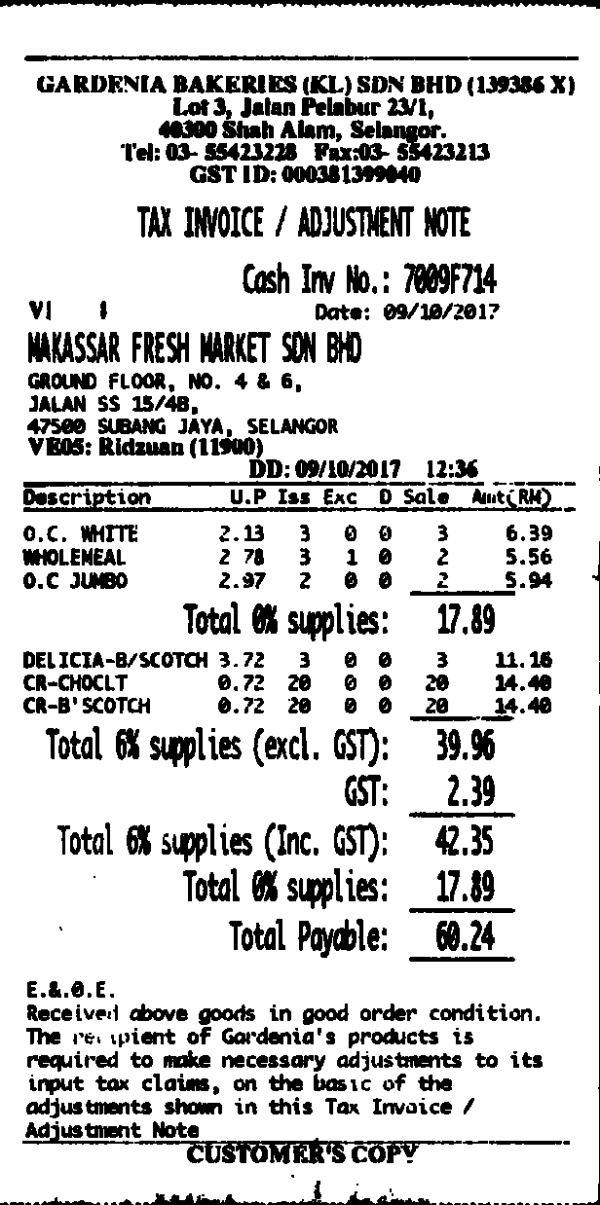 GARDENIA BAKERIES (KL) SDN BHD (139386 X)
Lot 3, Jalan Pelabur 23/1,
40300 Shah Alam, Selangor.
Tel: 03- 55423228 Fax:03- 55423213
GST ID: 000381399040
TAX INVOICE / ADJUSTMENT NOTE
Cash Inv No.: 7009F714
VI
Date: 09/10/2017
MAKASSAR FRESH MARKET SDN BHD
GROUND FLOOR, NO. 4 & 6,
JALAN SS 15/4B,
47500 SUBANG JAYA, SELANGOR
VE05: Ridzuan (11900)
DD: 09/10/2017 12:36
Description U.P Iss Exc D Sale Amt(RM)
O.C. WHITE 2.13 3 0 0 3 6.39
WHOLEMEAL 2 78 3 1 0 2 5.56
O.C JUMBO 2.97 2 0 0 2 5.94
Total 0% supplies: 17.89
DELICIA-B/SCOTCH 3.72 3 0 0 3 11.16
CR-CHOCLT 0.72 20 0 0 20 14.40
CR-B'SCOTCH 0.72 20 0 0 20 14.40
Total 6% supplies (excl. GST): 39.96
GST: 2.39
Total 6% supplies (Inc. GST): 42.35
Total 0% supplies: 17.89
Total Payable: 60.24
E.&.O.E.
Received above goods in good order condition.
The recipient of Gardenia's products is
required to make necessary adjustments to its
input tax claims, on the basic of the
adjustments shown in this Tax Invoice /
Adjustment Note
CUSTOMER'S COPY